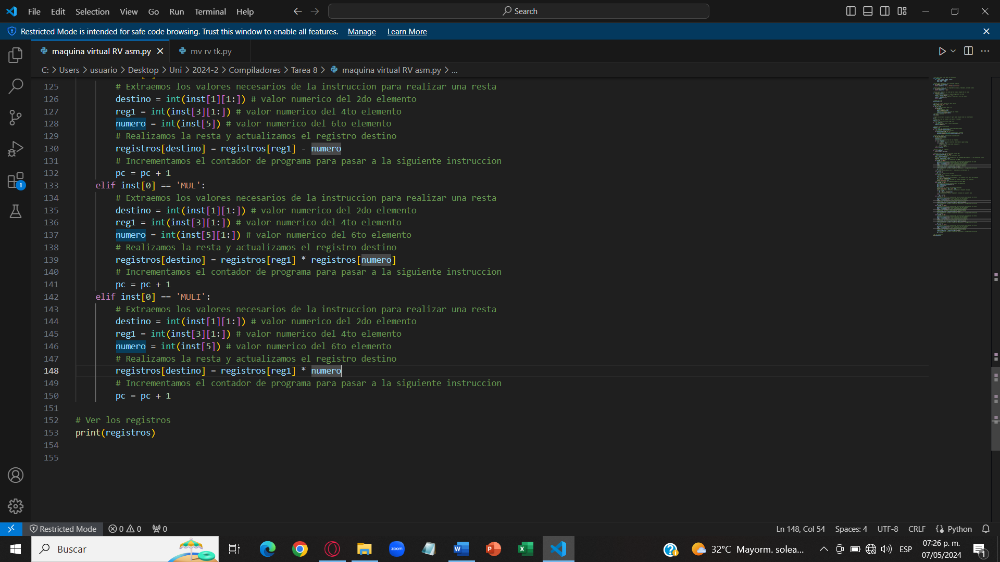 File Edit Selection View Go Run Terminal Help Search
Restricted Mode is intended for safe code browsing. Trust this window to enable all features. Manage Learn More
maquina virtual RV asm.py mv rv tk.py
C: > Users > usuario > Desktop > Uni > 2024-2 > Compiladores > Tarea 8 > maquina virtual RV asm.py > ...
125 # Extraemos los valores necesarios de la instruccion para realizar una resta
126 destino = int(inst[1][1:]) # valor numerico del 2do elemento
127 reg1 = int(inst[3][1:]) # valor numerico del 4to elemento
128 numero = int(inst[5]) # valor numerico del 6to elemento
129 # Realizamos la resta y actualizamos el registro destino
130 registros[destino] = registros[reg1] - numero
131 # Incrementamos el contador de programa para pasar a la siguiente instruccion
132 pc = pc + 1
133 elif inst[0] == 'MUL':
134 # Extraemos los valores necesarios de la instruccion para realizar una resta
135 destino = int(inst[1][1:]) # valor numerico del 2do elemento
136 reg1 = int(inst[3][1:]) # valor numerico del 4to elemento
137 numero = int(inst[5][1:]) # valor numerico del 6to elemento
138 # Realizamos la resta y actualizamos el registro destino
139 registros[destino] = registros[reg1] * registros[numero]
140 # Incrementamos el contador de programa para pasar a la siguiente instruccion
141 pc = pc + 1
142 elif inst[0] == 'MULI':
143 # Extraemos los valores necesarios de la instruccion para realizar una resta
144 destino = int(inst[1][1:]) # valor numerico del 2do elemento
145 reg1 = int(inst[3][1:]) # valor numerico del 4to elemento
146 numero = int(inst[5]) # valor numerico del 6to elemento
147 # Realizamos la resta y actualizamos el registro destino
148 registros[destino] = registros[reg1] * numero
149 # Incrementamos el contador de programa para pasar a la siguiente instruccion
150 pc = pc + 1
151
152 # Ver los registros
153 print(registros)
154
155
1
Restricted Mode 0 0 0 Ln 148, Col 54 Spaces: 4 UTF-8 CRLF Python
Buscar zoom 32°C Mayorm. solea... ESP 07:26 p. m.
07/05/2024 1